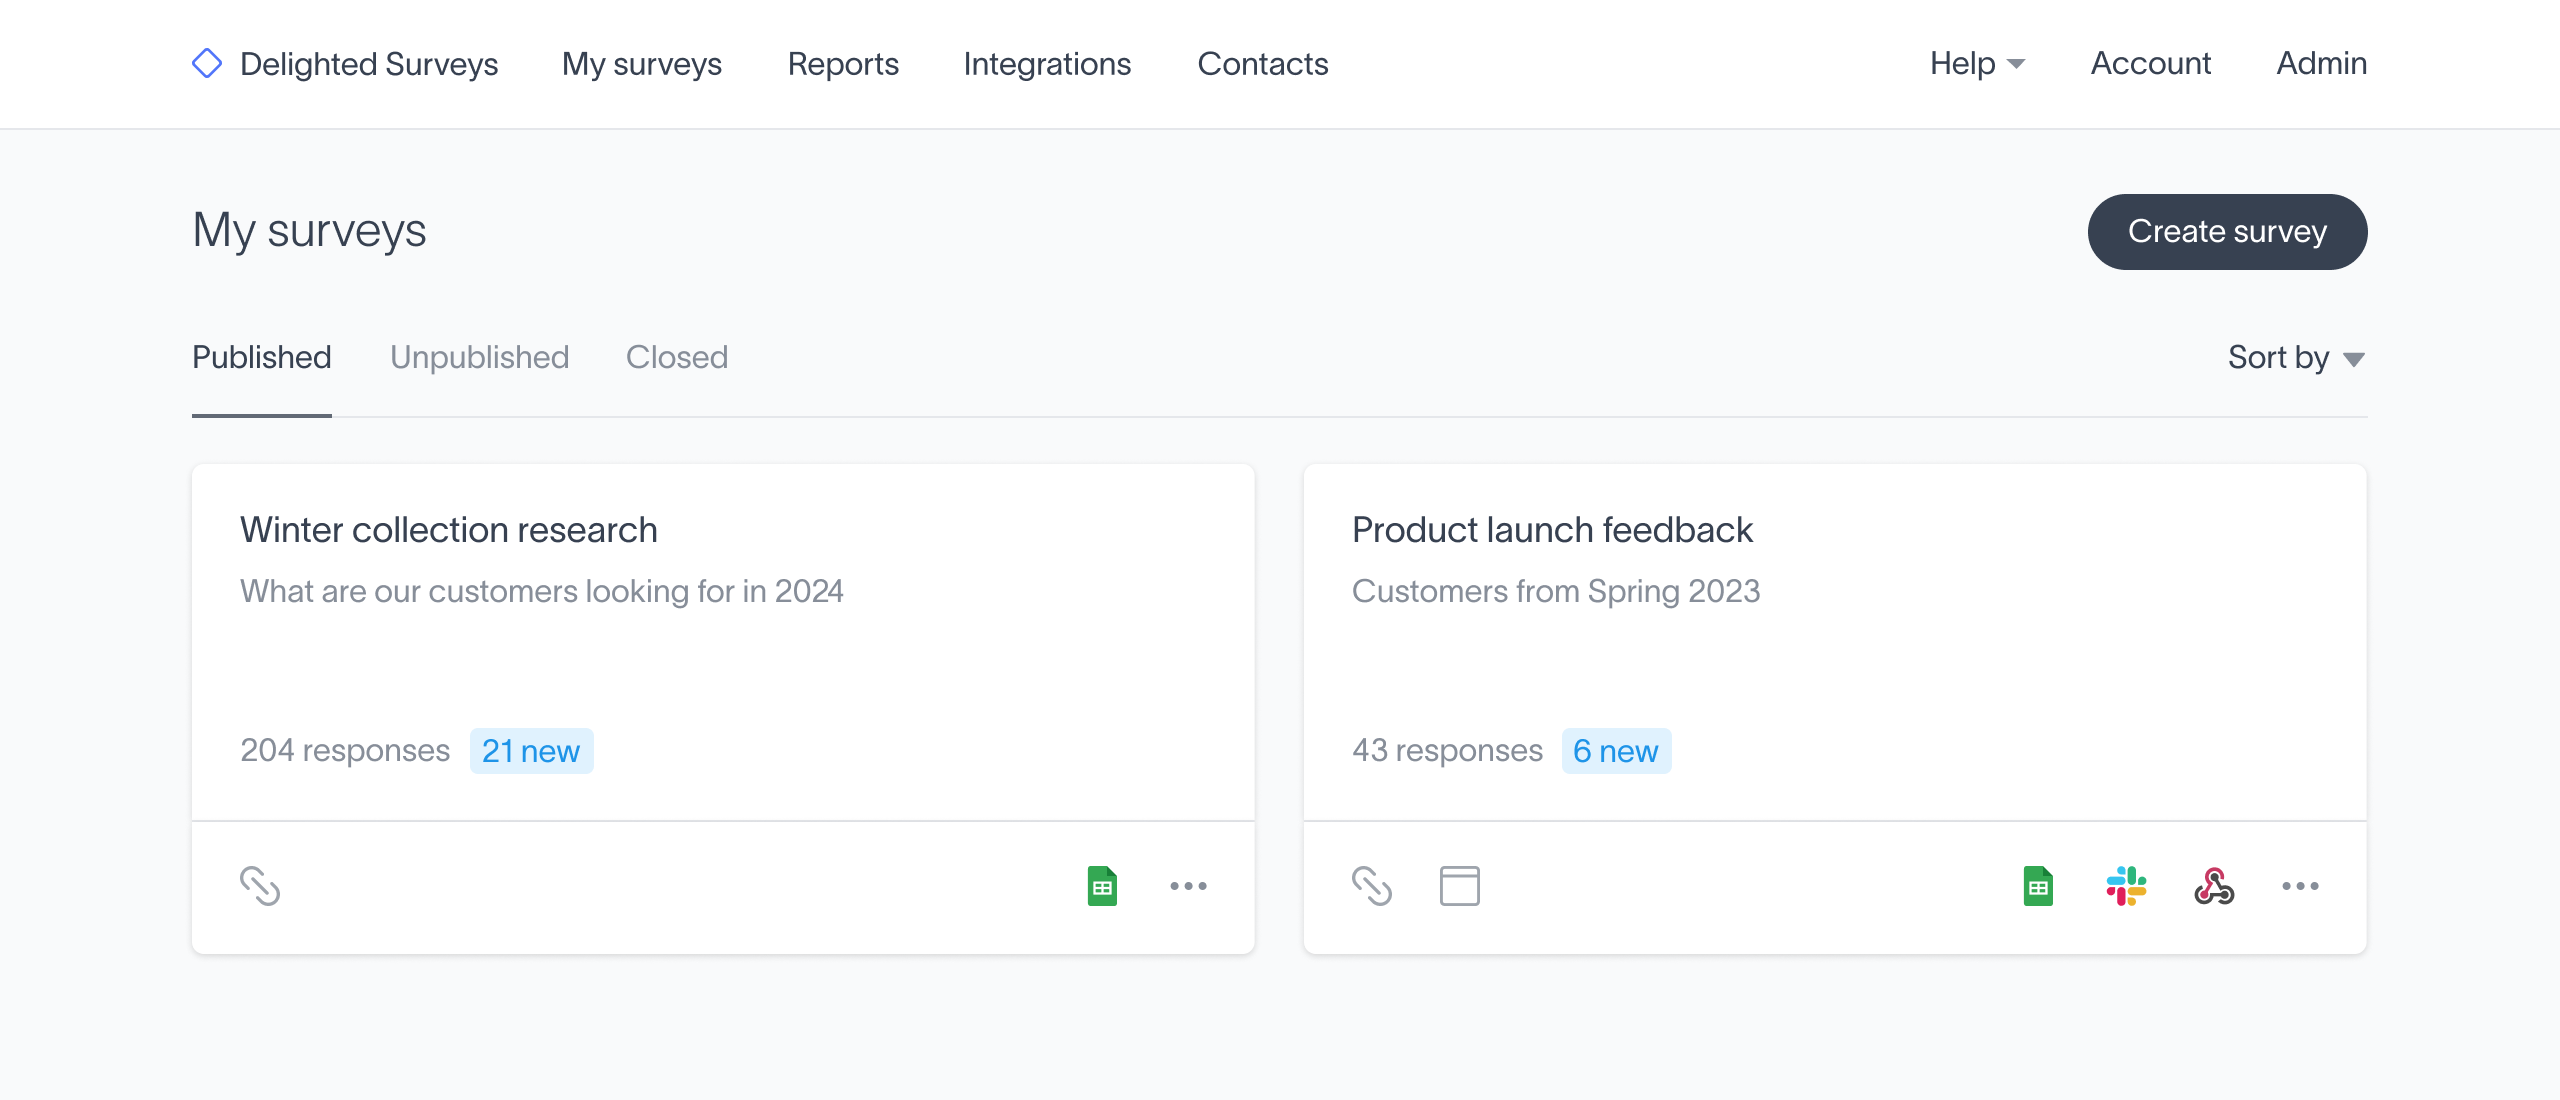 Delighted Surveys My surveys Reports Integrations Contacts Help Account Admin
My surveys Create survey
Published Unpublished Closed Sort by
Winter collection research
What are our customers looking for in 2024
204 responses 21 new
Product launch feedback
Customers from Spring 2023
43 responses 6 new